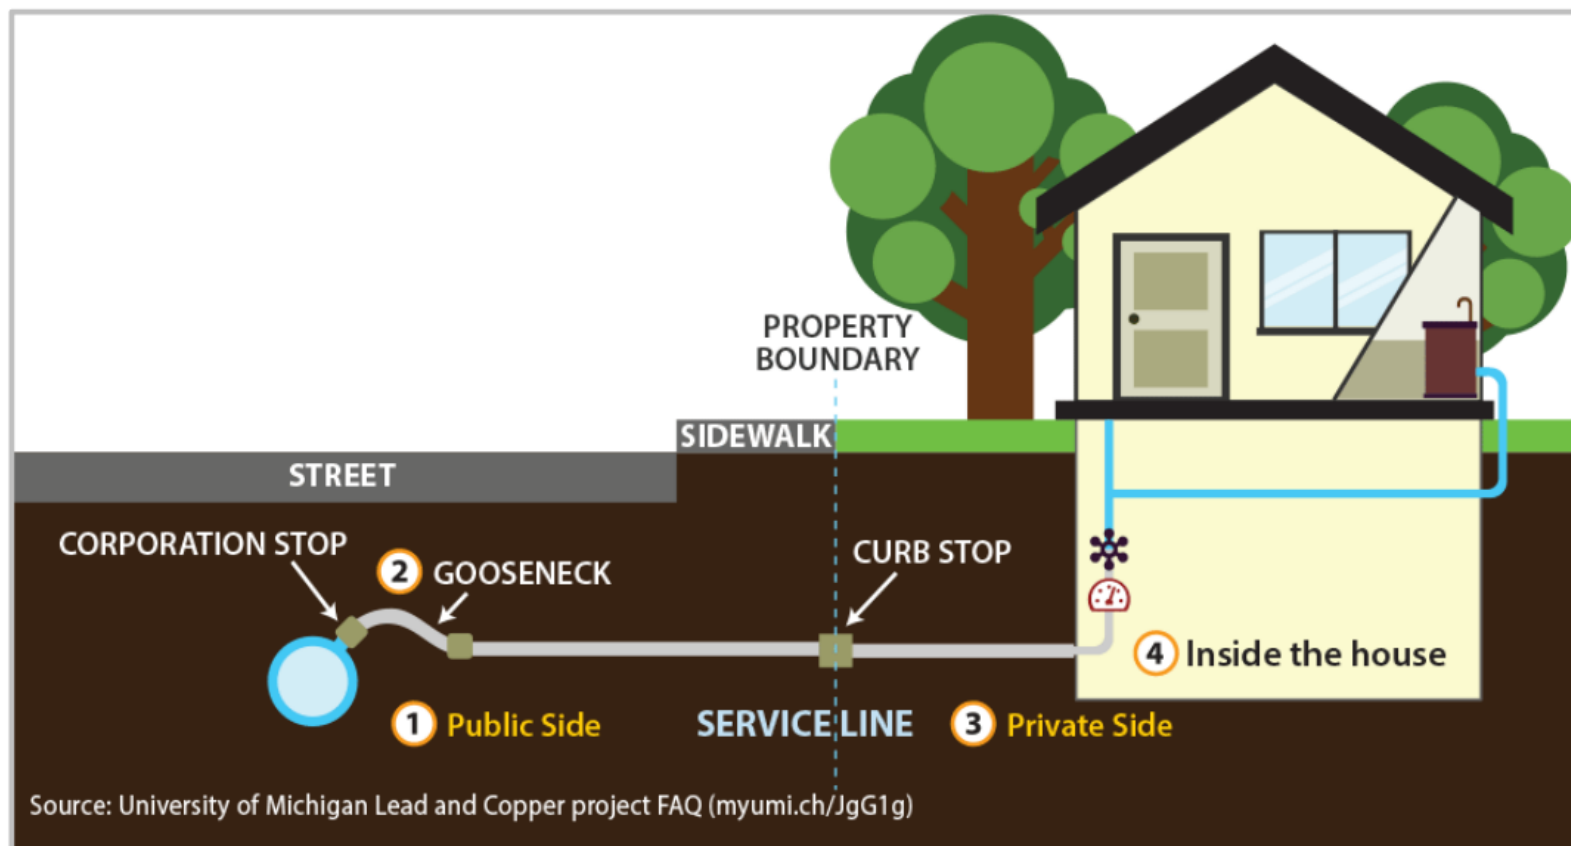 PROPERTY
BOUNDARY
SIDEWALK
STREET
CORPORATION STOP
2 GOOSENECK
CURB STOP
4 Inside the house
1 Public Side
SERVICE LINE
3 Private Side
Source: University of Michigan Lead and Copper project FAQ (myumi.ch/JgG1g)